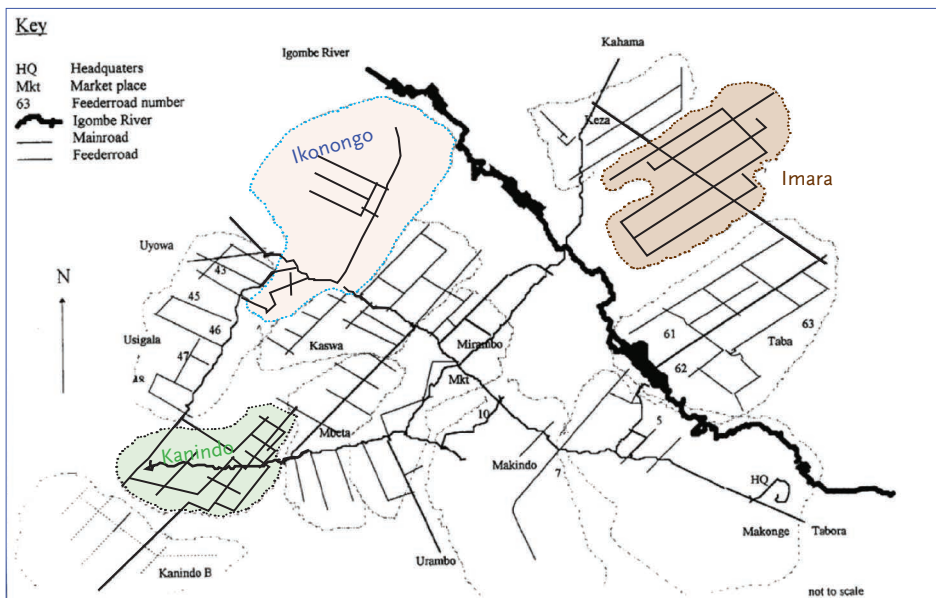 Key
HQ Headquaters
Mkt Market place
63 Feederroad number
Igombe River
Mainroad
Feederroad
Igombe River
Kahama
Keza
Ikonongo
Imara
Uyowa
43
N
45
46
Usigala
47
48
Kaswa
Mirambo
Mkt
61
62
63
Taba
10
5
Mbeta
Kanindo
Makindo
7
HQ
Makonge
Tabora
Urambo
Kanindo B
not to scale